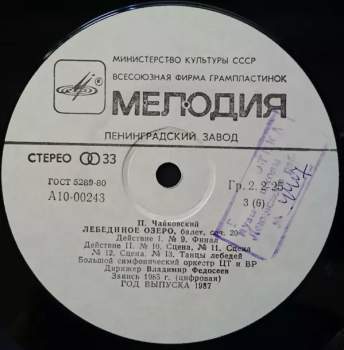 МИНИСТЕРСТВО КУЛЬТУРЫ СССР
ВСЕСОЮЗНАЯ ФИРМА ГРАМПЛАСТИНОК
МЕЛОДИЯ
ЛЕНИНГРАДСКИЙ ЗАВОД
СТЕРЕО 33
ГОСТ 5289-80
А10-00243
Гр. 2. 2-25
3 (6)
П. Чайковский
ЛЕБЕДИНОЕ ОЗЕРО, балет, соч. 20
Действие I. № 9. Финал
Действие II. № 10. Сцена, № 11. Сцена
№ 12. Сцена. № 13. Танцы лебедей
Большой симфонический оркестр ЦТ и ВР
Дирижер Владимир Федосеев
Запись 1985 г. (цифровая)
ГОД ВЫПУСКА 1987